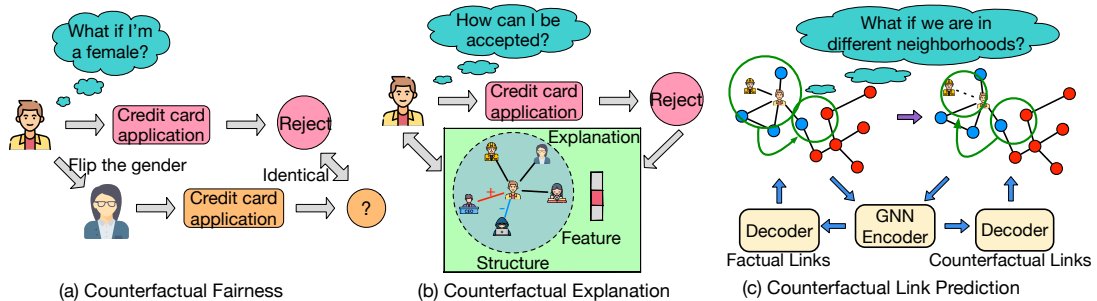 What if I'm
a female?
Credit card
application
Reject
Flip the gender
Identical
Credit card
application
?
(a) Counterfactual Fairness
How can I be
accepted?
Credit card
application
Reject
Explanation
+
-
Feature
Structure
(b) Counterfactual Explanation
What if we are in
different neighborhoods?
Decoder
GNN
Encoder
Decoder
Factual Links
Counterfactual Links
(c) Counterfactual Link Prediction